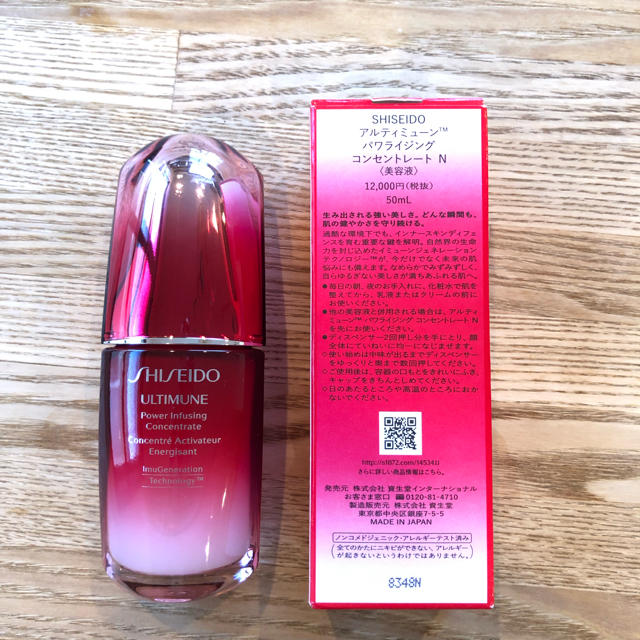 SHISEIDO
ULTIMUNE
Power Infusing
Concentrate
Concentré Activateur
Energisant
ImuGeneration
Technology™
SHISEIDO
アルティミューン™
パワライジング
コンセントレート N
〈美容液〉
12,000円(税抜)
50mL
生み出される強い美しさ。どんな瞬間も、
肌の健やかさを守り続ける。
過酷な環境下でも、インナースキンディフェ
ンスを育む重要な鍵を解明。自然界の生命
力を封じ込めたイミュージェネレーション
テクノロジー™が、今だけでなく未来の肌
悩みにも備えます。なめらかでみずみずしく、
自らゆるぎない美しさが満ちあふれる肌へ。
●毎日の朝、夜のお手入れに、化粧水で肌を
整えてから、乳液またはクリームの前に
お使いください。
●他の美容液と併用される場合は、アルティ
ミューン™ パワライジング コンセントレート N
を先にお使いください。
●ディスペンサー2回押し分を手にとり、顔
全体にていねいに均一になじませます。
◇使い始めは中味が出るまでディスペンサー
をゆっくりと奥まで数回押してください。
◇ご使用後は、容器の口もとをきれいにふき、
キャップをきちんとしめてください。
◇日のあたるところや高温のところにおか
ないでください。
http://s1872.com/14534JJ
さらに詳しい商品情報はこちら。
発売元 株式会社 資生堂インターナショナル
お客さま窓口 0120-81-4710
製造販売元 株式会社 資生堂
東京都中央区銀座7-5-5
MADE IN JAPAN
ノンコメドジェニック・アレルギーテスト済み
(全てのかたにニキビができない、アレルギー
が起きないというわけではありません。)
8348N